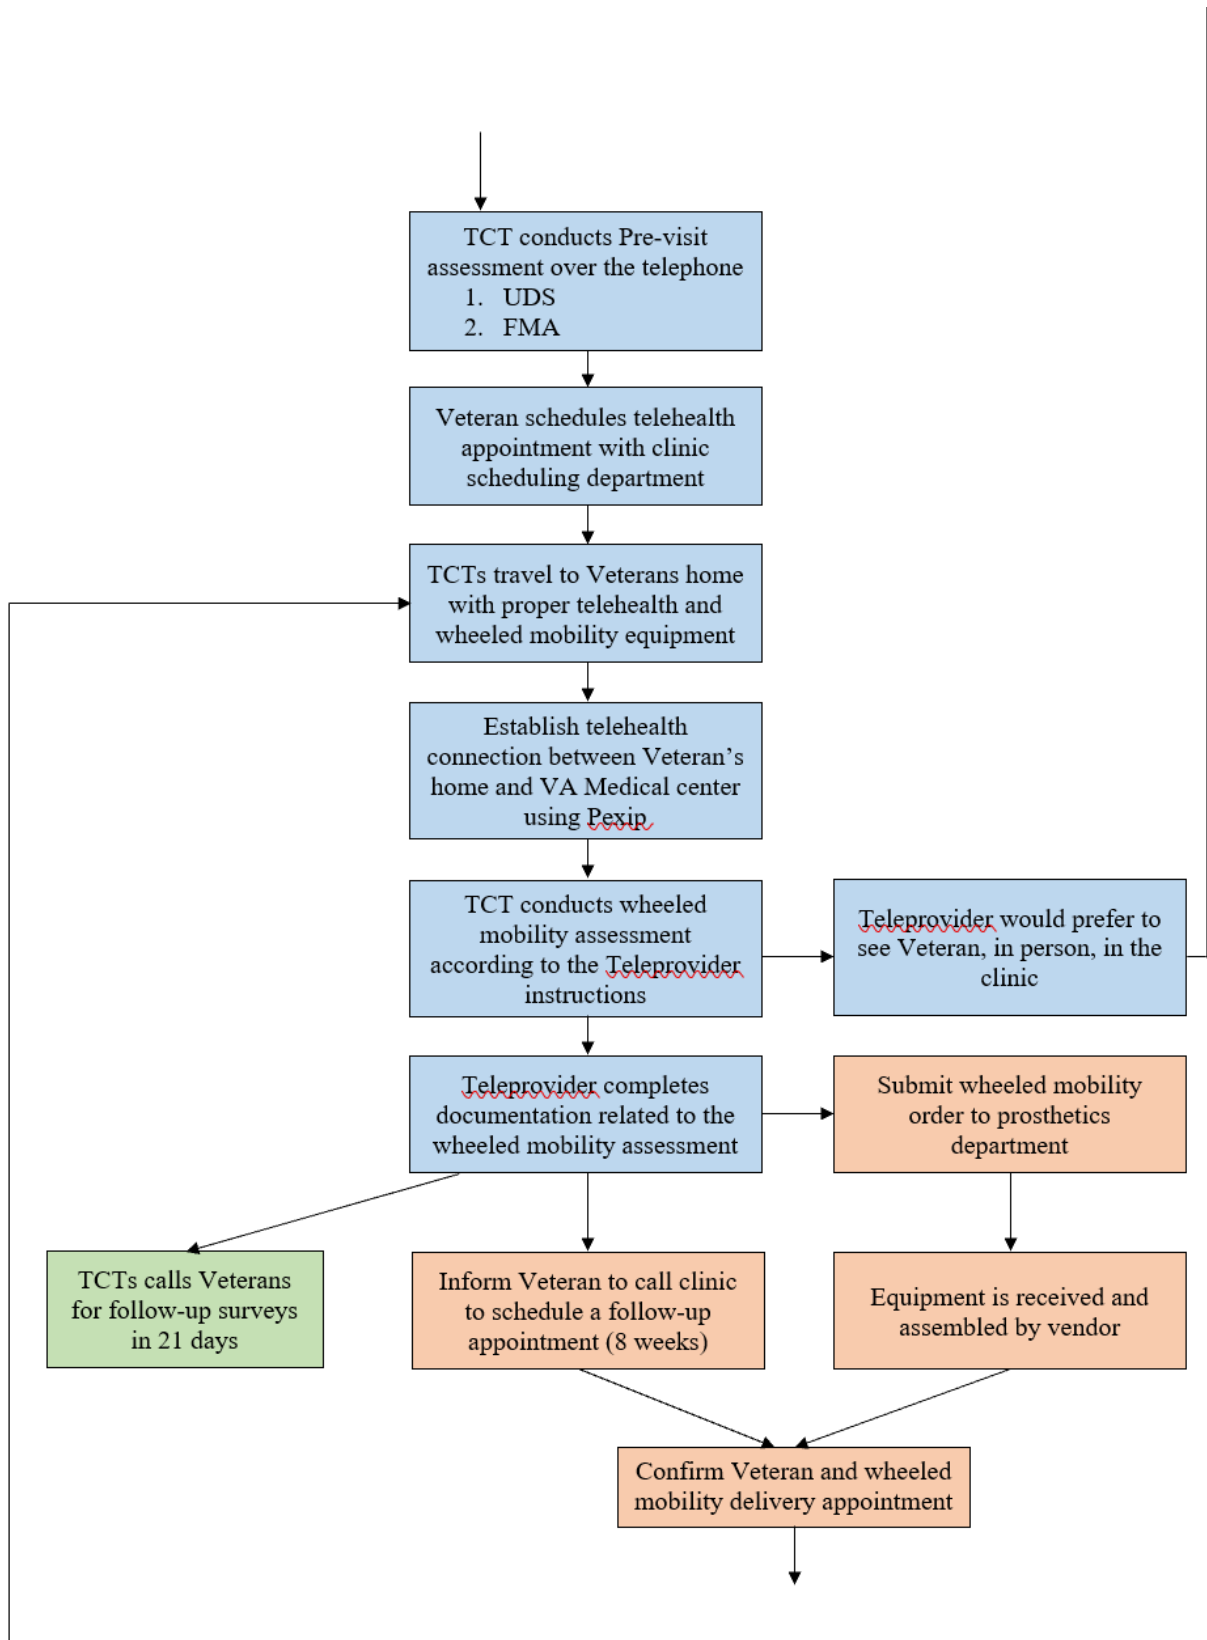 TCT conducts Pre-visit
assessment over the telephone
1. UDS
2. FMA
Veteran schedules telehealth
appointment with clinic
scheduling department
TCTs travel to Veterans home
with proper telehealth and
wheeled mobility equipment
Establish telehealth
connection between Veteran’s
home and VA Medical center
using Pexip
TCT conducts wheeled
mobility assessment
according to the Teleprovider
instructions
Teleprovider would prefer to
see Veteran, in person, in the
clinic
Teleprovider completes
documentation related to the
wheeled mobility assessment
Submit wheeled mobility
order to prosthetics
department
TCTs calls Veterans
for follow-up surveys
in 21 days
Inform Veteran to call clinic
to schedule a follow-up
appointment (8 weeks)
Equipment is received and
assembled by vendor
Confirm Veteran and wheeled
mobility delivery appointment